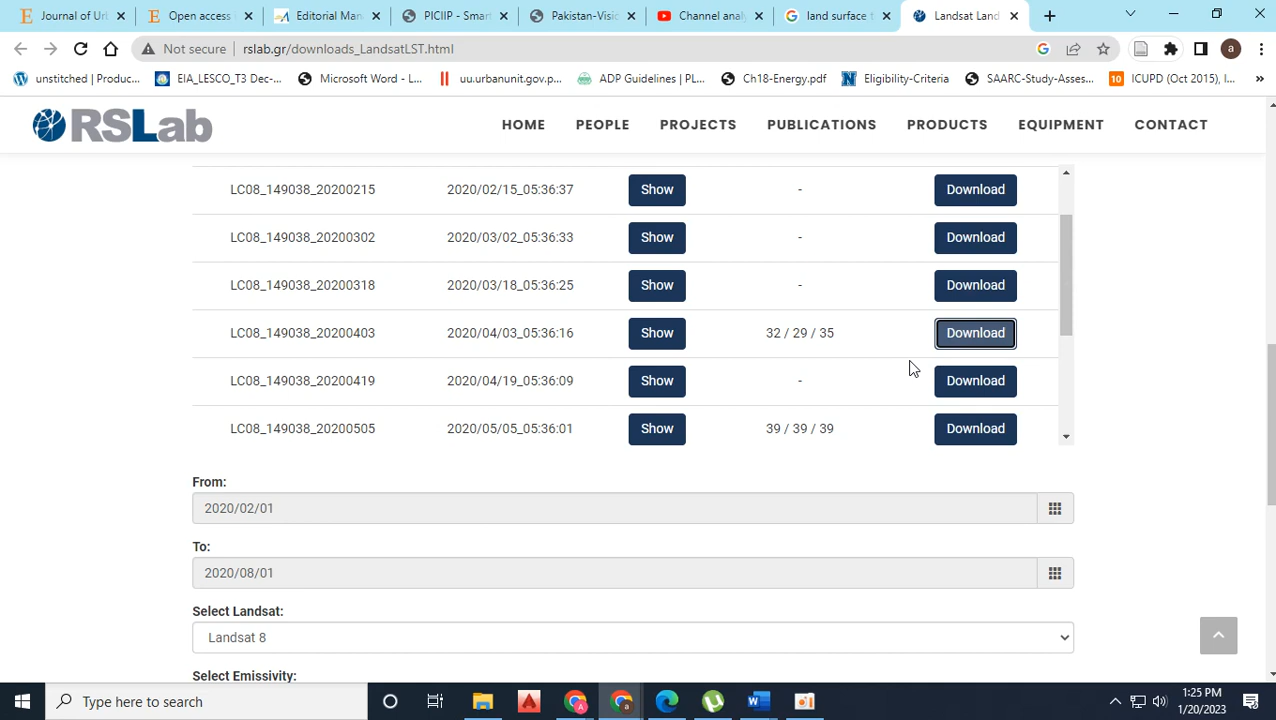 Journal of Uri
Open access
Editorial Man
PICIIP - Smart
Pakistan-Visio
Channel analy
land surface t
Landsat Land
Not secure
rslab.gr/downloads_LandsatLST.html
a
unstitched | Produc...
EIA_LESCO_T3 Dec-...
Microsoft Word - L...
uu.urbanunit.gov.p...
ADP Guidelines | PL...
Ch18-Energy.pdf
Eligibility-Criteria
SAARC-Study-Asses...
10 ICUPD (Oct 2015), I...
»
RSLab
HOME PEOPLE PROJECTS PUBLICATIONS PRODUCTS EQUIPMENT CONTACT
LC08_149038_20200215 2020/02/15_05:36:37 Show - Download
LC08_149038_20200302 2020/03/02_05:36:33 Show - Download
LC08_149038_20200318 2020/03/18_05:36:25 Show - Download
LC08_149038_20200403 2020/04/03_05:36:16 Show 32 / 29 / 35 Download
LC08_149038_20200419 2020/04/19_05:36:09 Show - Download
LC08_149038_20200505 2020/05/05_05:36:01 Show 39 / 39 / 39 Download
From:
2020/02/01
To:
2020/08/01
Select Landsat:
Landsat 8
Select Emissivity:
Type here to search
1:25 PM
1/20/2023